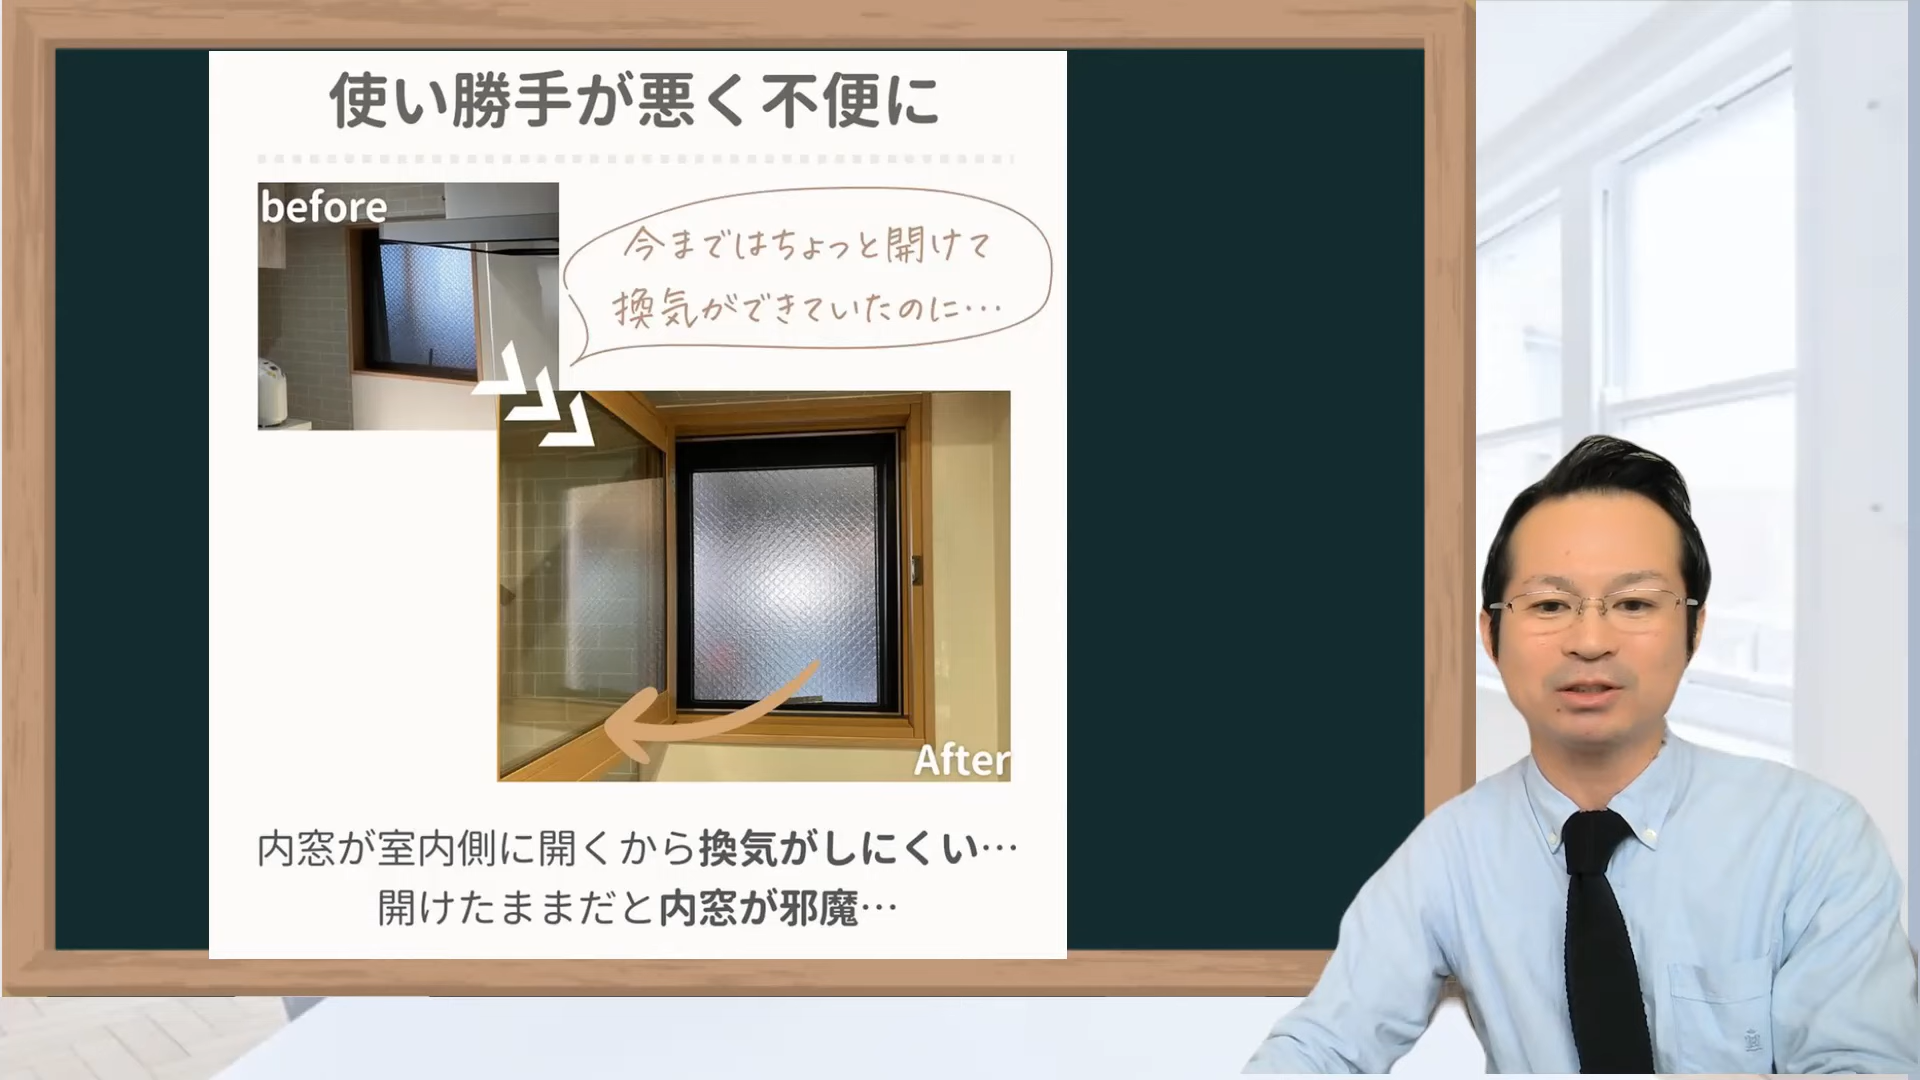 使い勝手が悪く不便に
before
今まではちょっと開けて
換気ができていたのに…
After
内窓が室内側に開くから換気がしにくい…
開けたままだと内窓が邪魔…